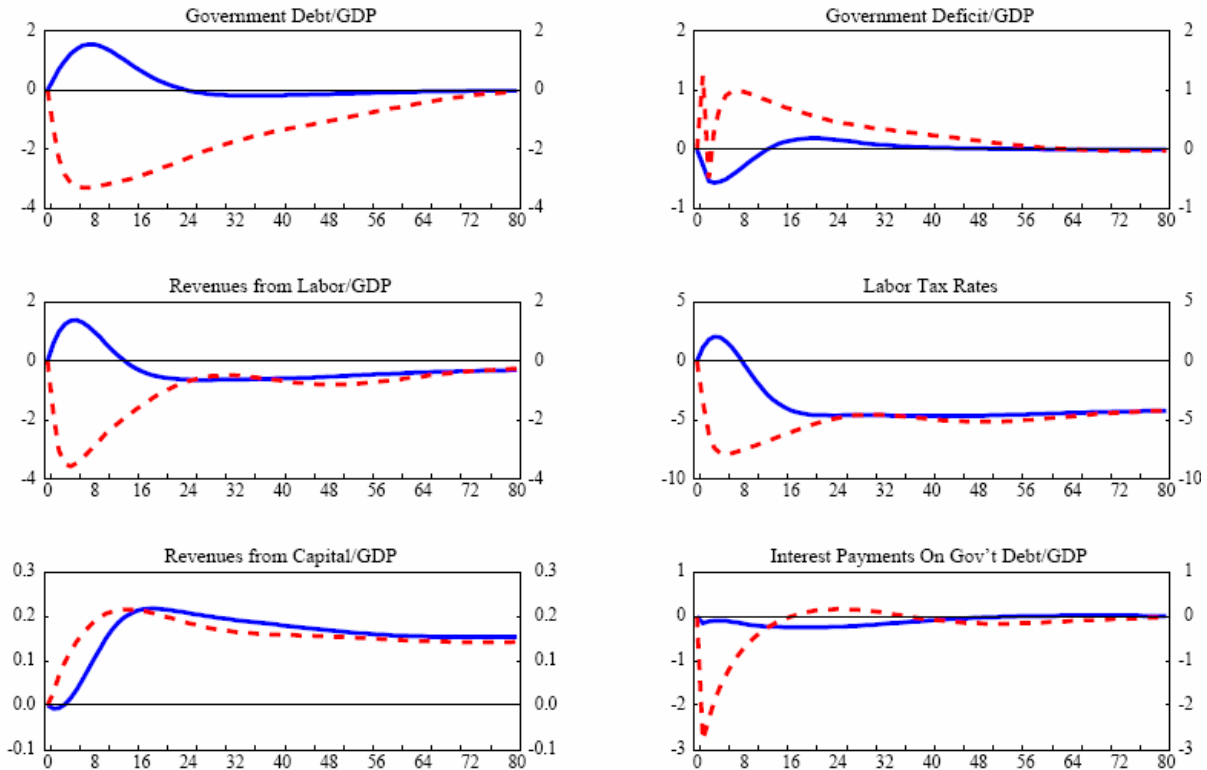 Government Debt/GDP
2 2
0 0
-2 -2
-4 -4
0 8 16 24 32 40 48 56 64 72 80
Government Deficit/GDP
2 2
1 1
0 0
-1 -1
0 8 16 24 32 40 48 56 64 72 80
Revenues from Labor/GDP
2 2
0 0
-2 -2
-4 -4
0 8 16 24 32 40 48 56 64 72 80
Labor Tax Rates
5 5
0 0
-5 -5
-10 -10
0 8 16 24 32 40 48 56 64 72 80
Revenues from Capital/GDP
0.3 0.3
0.2 0.2
0.1 0.1
0.0 0.0
-0.1 -0.1
0 8 16 24 32 40 48 56 64 72 80
Interest Payments On Gov't Debt/GDP
1 1
0 0
-1 -1
-2 -2
-3 -3
0 8 16 24 32 40 48 56 64 72 80